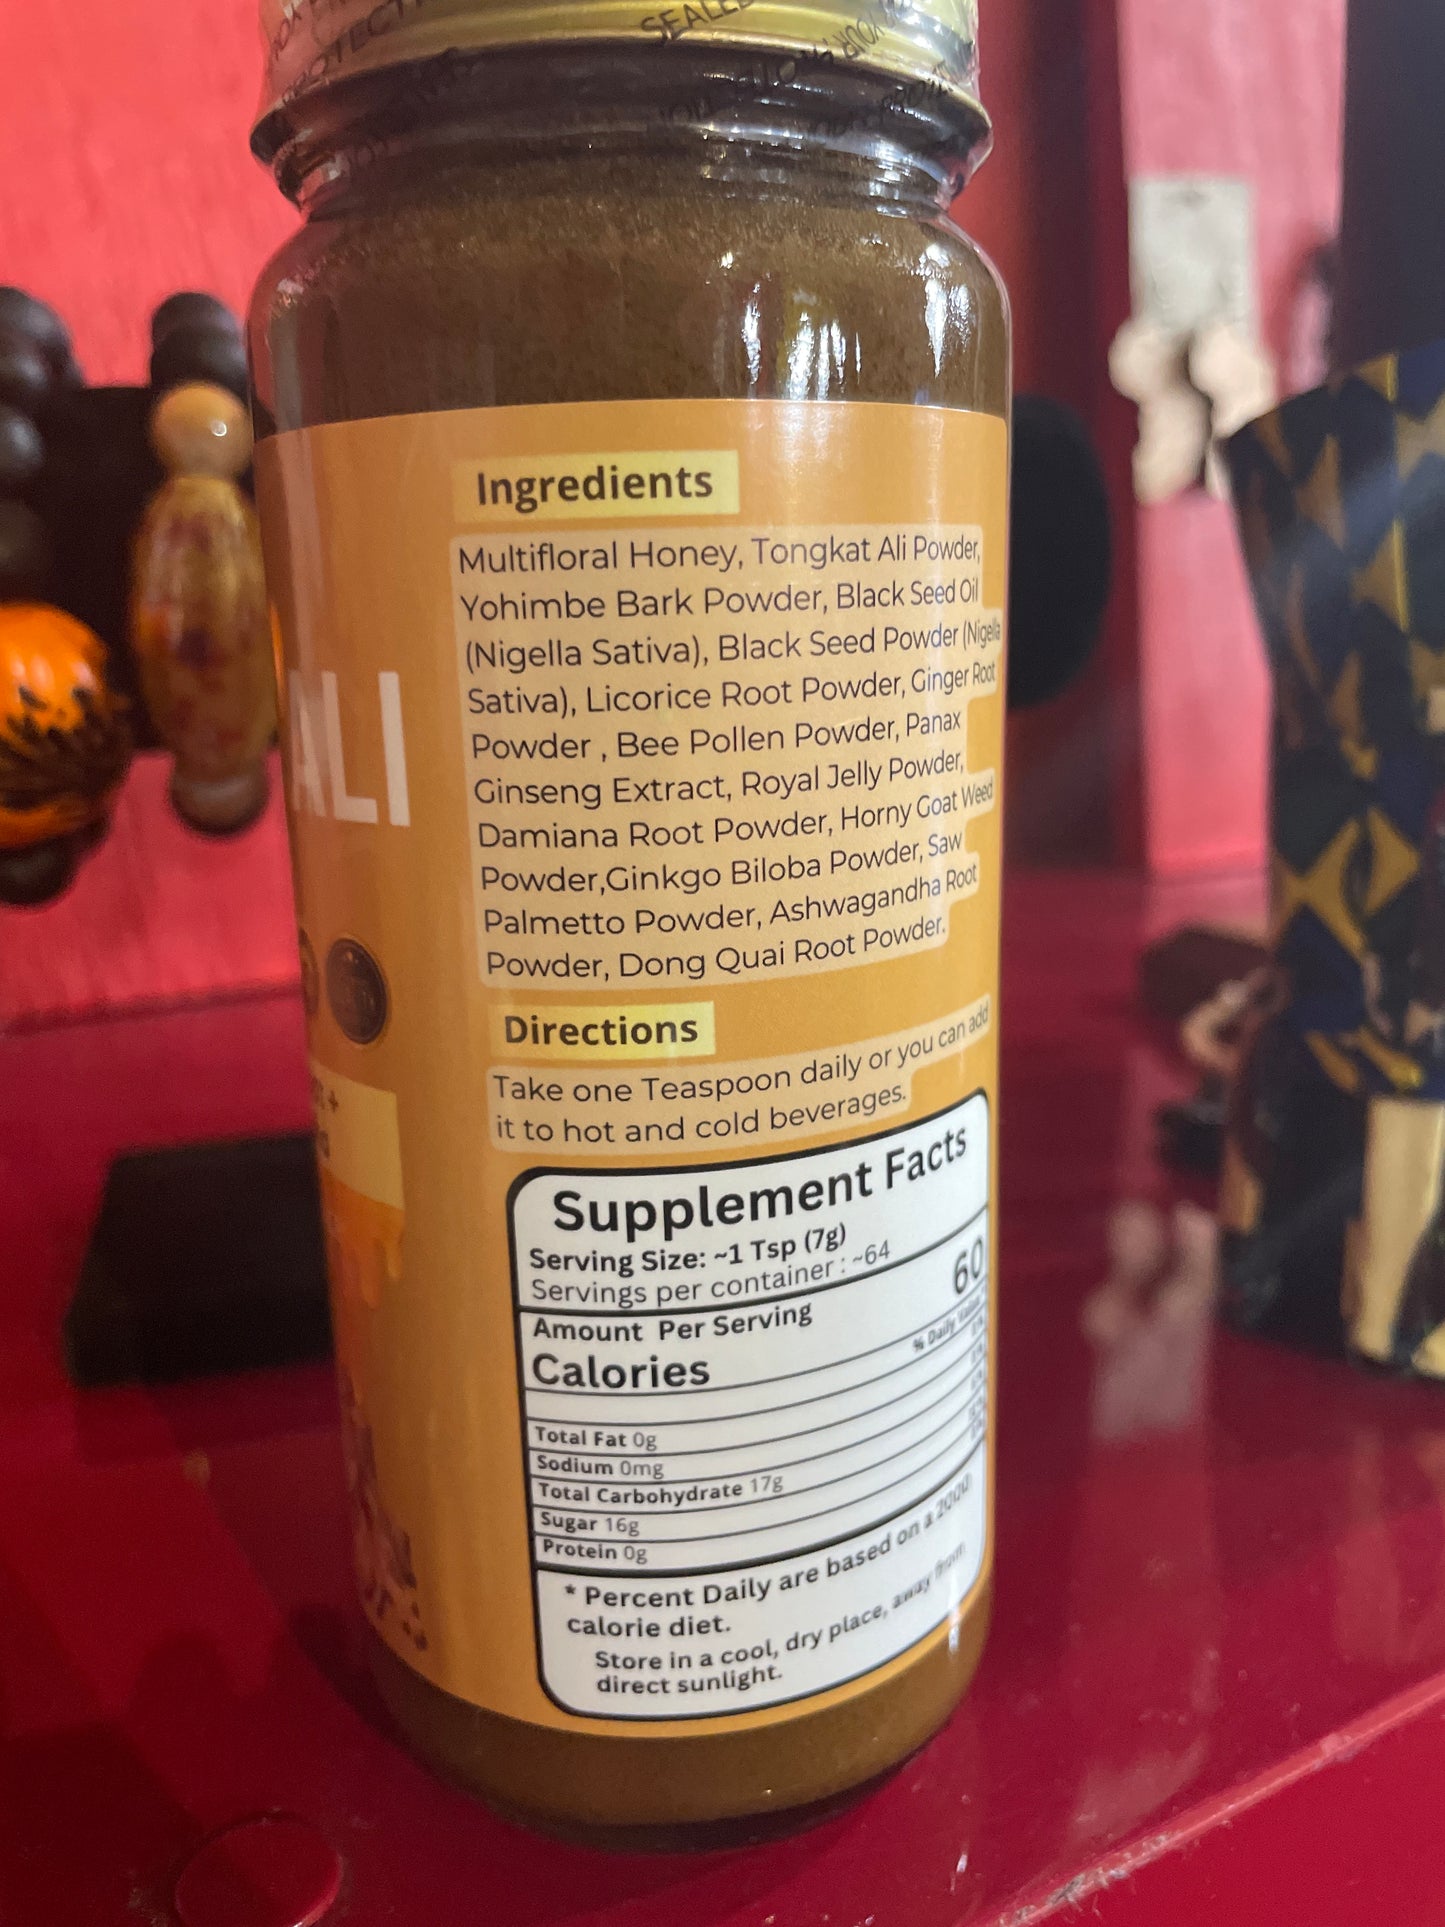 SEALED
PROTECT
ALI
Ingredients
Multifloral Honey, Tongkat Ali Powder,
Yohimbe Bark Powder, Black Seed Oil
(Nigella Sativa), Black Seed Powder (Nigella
Sativa), Licorice Root Powder, Ginger Root
Powder , Bee Pollen Powder, Panax
Ginseng Extract, Royal Jelly Powder,
Damiana Root Powder, Horny Goat Weed
Powder,Ginkgo Biloba Powder, Saw
Palmetto Powder, Ashwagandha Root
Powder, Dong Quai Root Powder.
Directions
Take one Teaspoon daily or you can add
it to hot and cold beverages.
Supplement Facts
Serving Size: ~1 Tsp (7g)
Servings per container : ~64
Amount Per Serving
Calories 60
% Daily Value
Total Fat 0g
Sodium 0mg
Total Carbohydrate 17g
Sugar 16g
Protein 0g
* Percent Daily are based on a 2000
calorie diet.
Store in a cool, dry place, away from
direct sunlight.